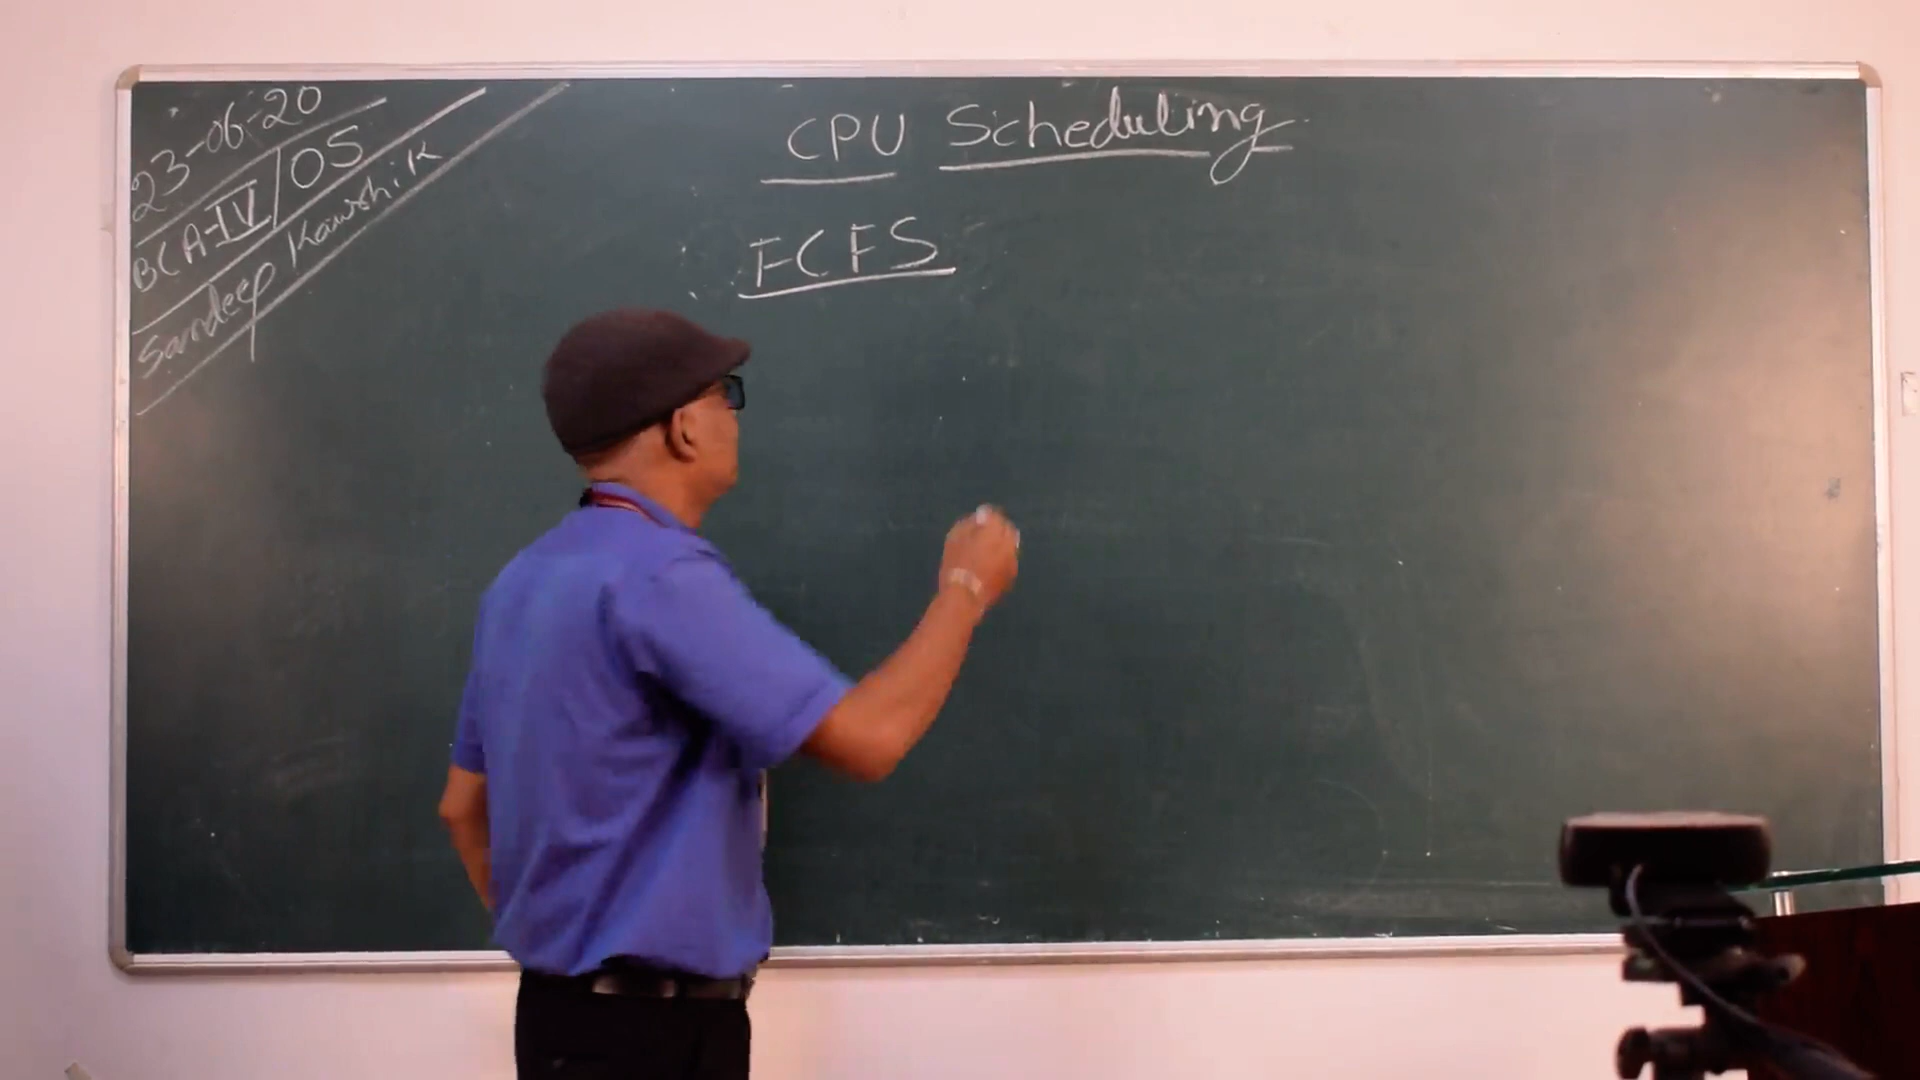 23-06-20
BCA-IV/OS
Sandeep Kaushik
CPU Scheduling
FCFS